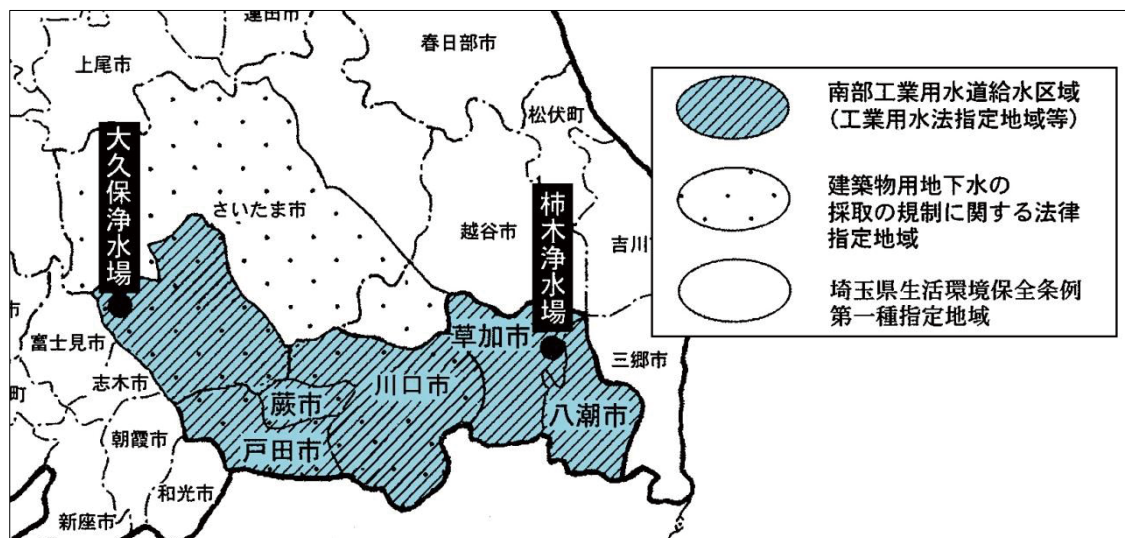 蓮田市
上尾市
春日部市
松伏町
大久保浄水場
さいたま市
柿木浄水場
越谷市
吉川
草加市
富士見市
市
志木市
町
川口市
三郷市
蕨市
八潮市
朝霞市
戸田市
和光市
新座市
南部工業用水道給水区域
（工業用水法指定地域等）
建築物用地下水の
採取の規制に関する法律
指定地域
埼玉県生活環境保全条例
第一種指定地域